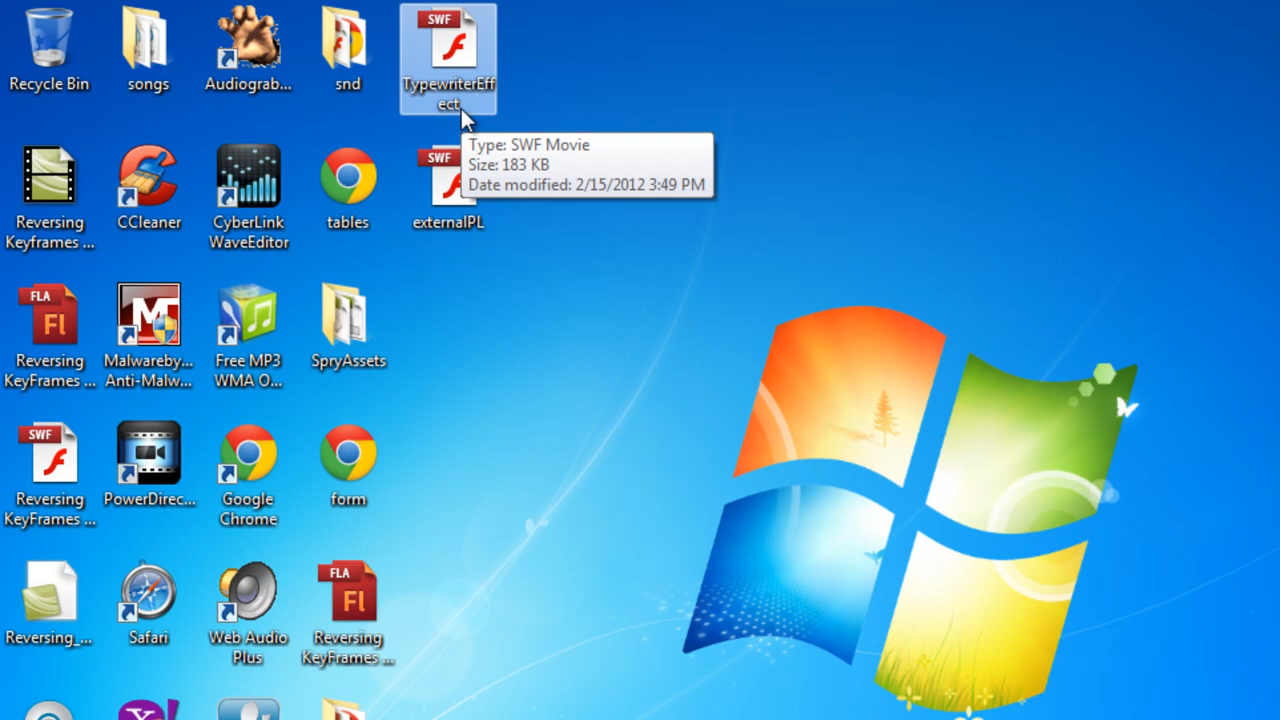 SWF
Recycle Bin
songs
Audiograb...
snd
TypewriterEff
ect
Type: SWF Movie
Size: 183 KB
Date modified: 2/15/2012 3:49 PM
SWF
Reversing
Keyframes ...
CCleaner
CyberLink
WaveEditor
tables
externalPL
FLA
Fl
Reversing
KeyFrames ...
Malwareby...
Anti-Malw...
Free MP3
WMA O...
SpryAssets
SWF
Reversing
KeyFrames ...
PowerDirec...
Google
Chrome
form
FLA
Fl
Reversing_...
Safari
Web Audio
Plus
Reversing
KeyFrames ...